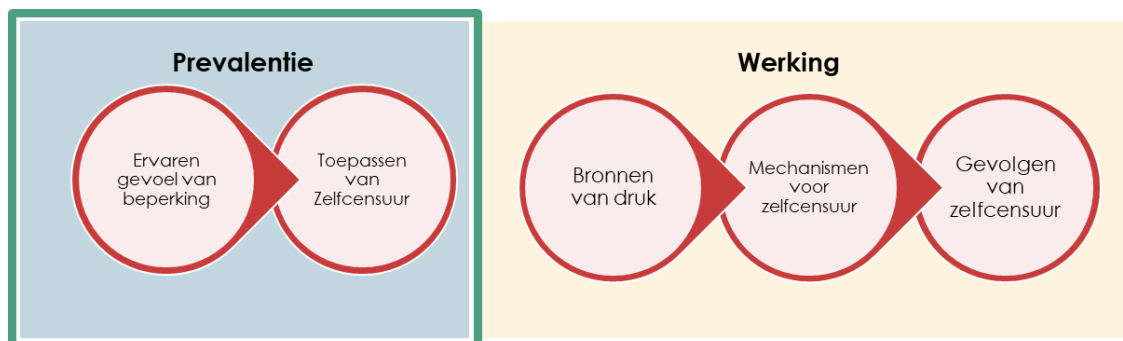 Prevalentie
Ervaren
gevoel van
beperking
Toepassen
van
Zelfcensuur
Werking
Bronnen
van druk
Mechanismen
voor
zelfcensuur
Gevolgen
van
zelfcensuur